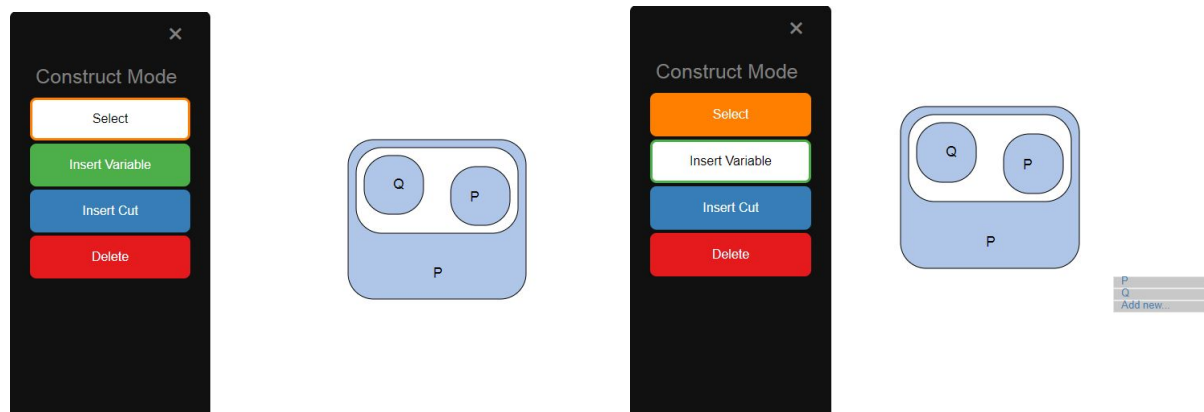 ×
Construct Mode
Select
Insert Variable
Insert Cut
Delete
Q
P
P
×
Construct Mode
Select
Insert Variable
Insert Cut
Delete
Q
P
P
P
Q
Add new...